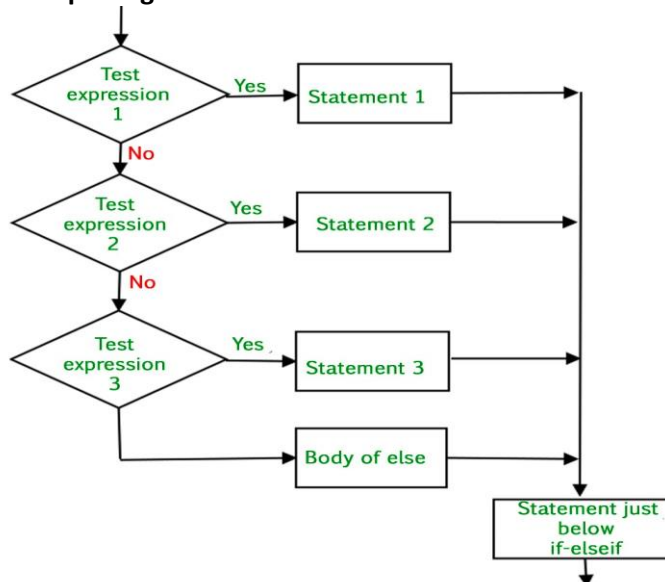 Test
expression
1
Yes
Statement 1
No
Test
expression
2
Yes
Statement 2
No
Test
expression
3
Yes
Statement 3
Body of else
Statement just
below
if-elseif